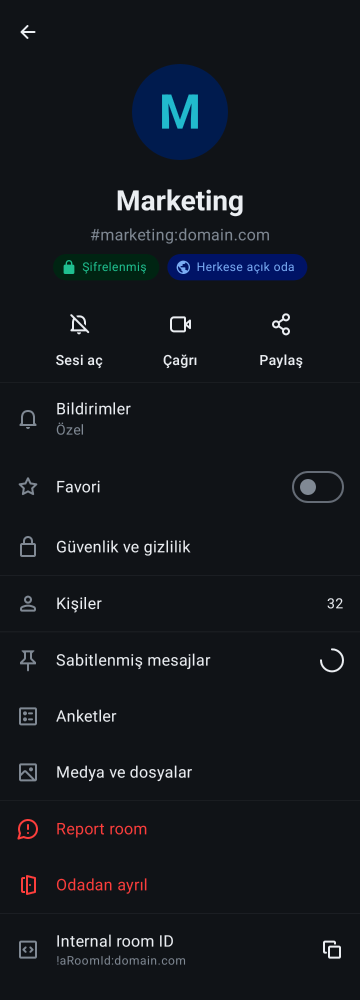 M
Marketing
#marketing:domain.com
Şifrelenmiş
Herkese açık oda
Sesi aç
Çağrı
Paylaş
Bildirimler
Özel
Favori
Güvenlik ve gizlilik
Kişiler
32
Sabitlenmiş mesajlar
Anketler
Medya ve dosyalar
Report room
Odadan ayrıl
Internal room ID
!aRoomId:domain.com